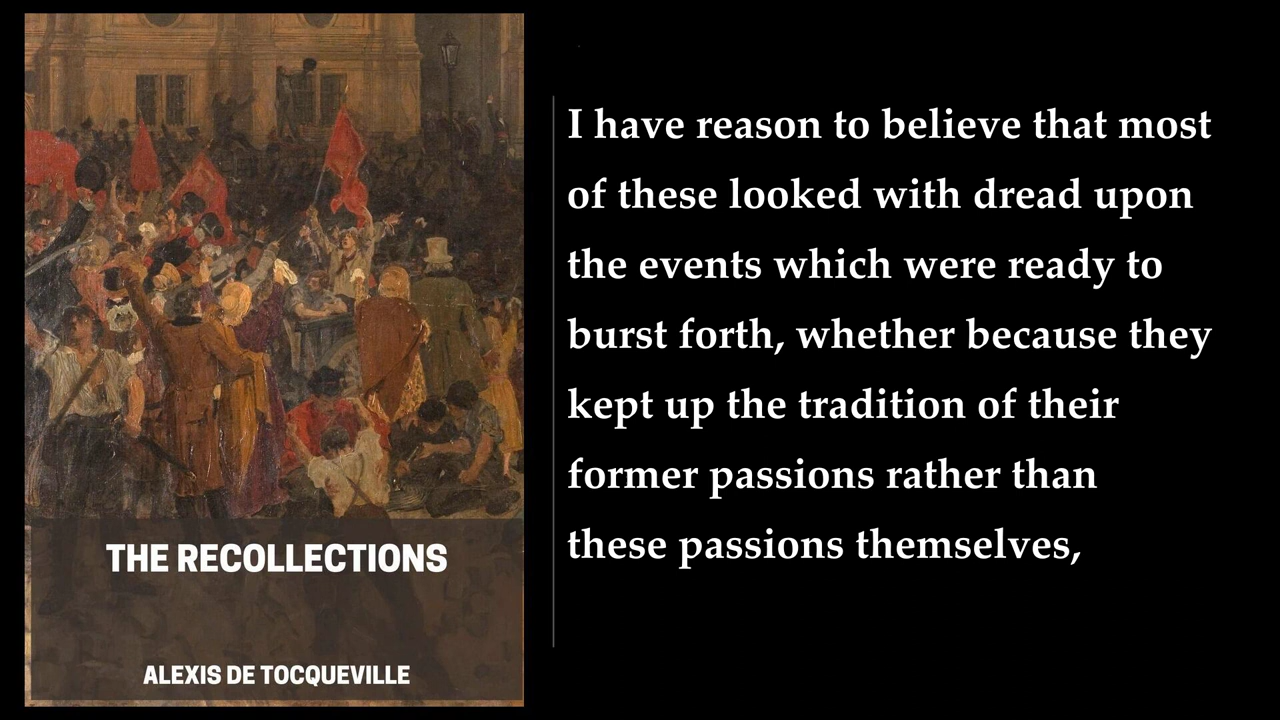 THE RECOLLECTIONS
ALEXIS DE TOCQUEVILLE
I have reason to believe that most
of these looked with dread upon
the events which were ready to
burst forth, whether because they
kept up the tradition of their
former passions rather than
these passions themselves,